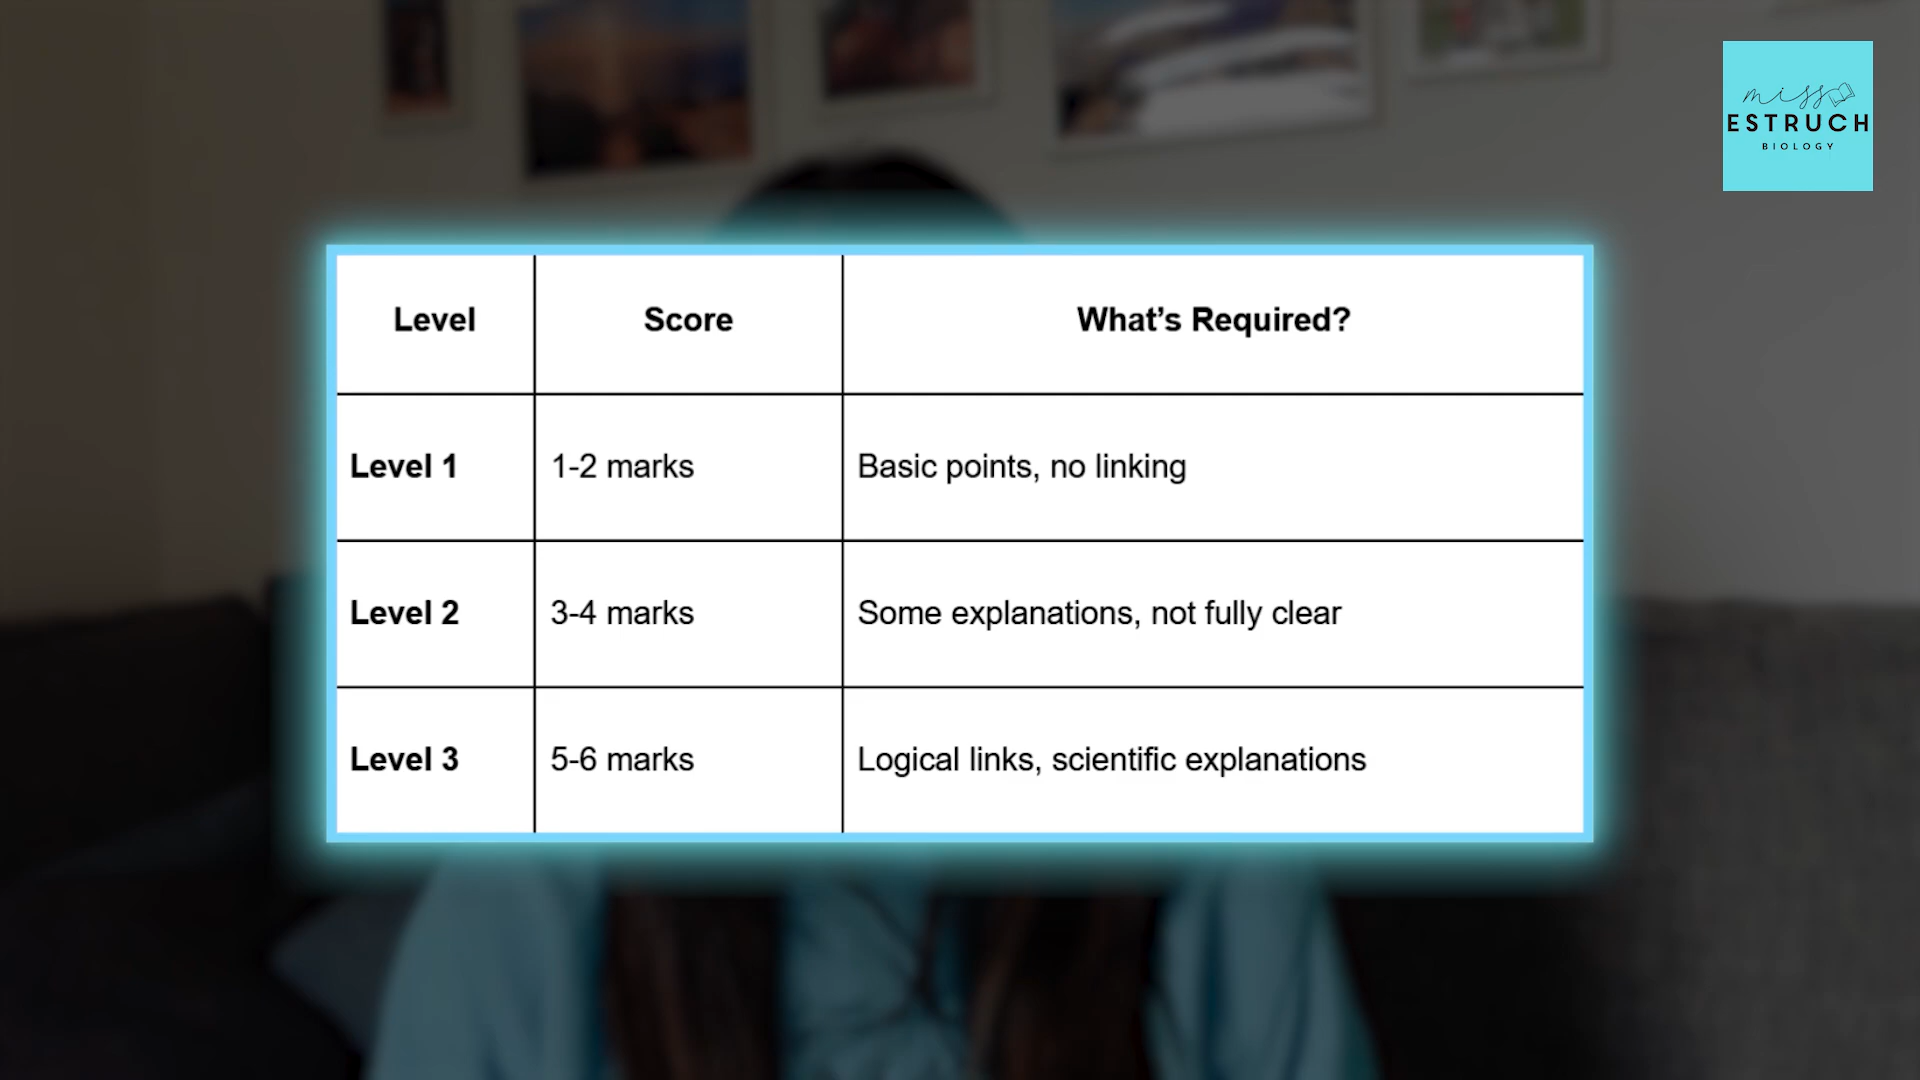 miss
ESTRUCH
BIOLOGY
Level Score What’s Required?
Level 1 1-2 marks Basic points, no linking
Level 2 3-4 marks Some explanations, not fully clear
Level 3 5-6 marks Logical links, scientific explanations